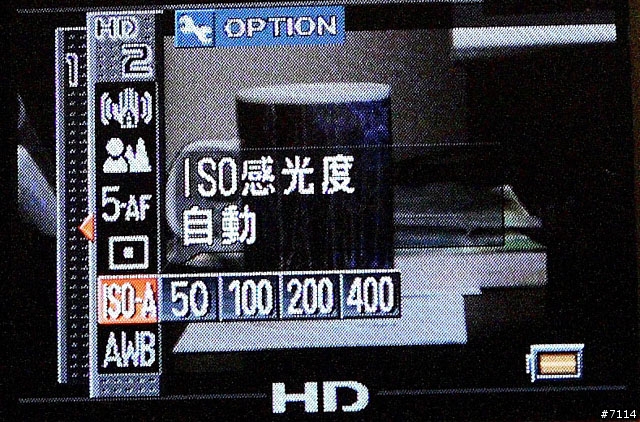 HD
OPTION
1
2
ISO感光度
5-AF
自動
ISO-A 50 100 200 400
AWB
HD
#7114